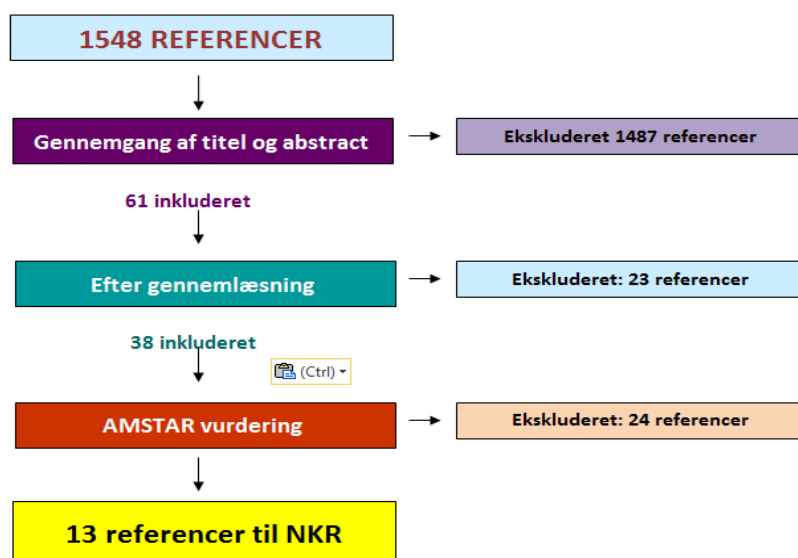 1548 REFERENCER
Gennemgang af titel og abstract
Ekskluderet 1487 referencer
61 inkluderet
Efter gennemlæsning
Ekskluderet: 23 referencer
38 inkluderet
(Ctrl)
AMSTAR vurdering
Ekskluderet: 24 referencer
13 referencer til NKR